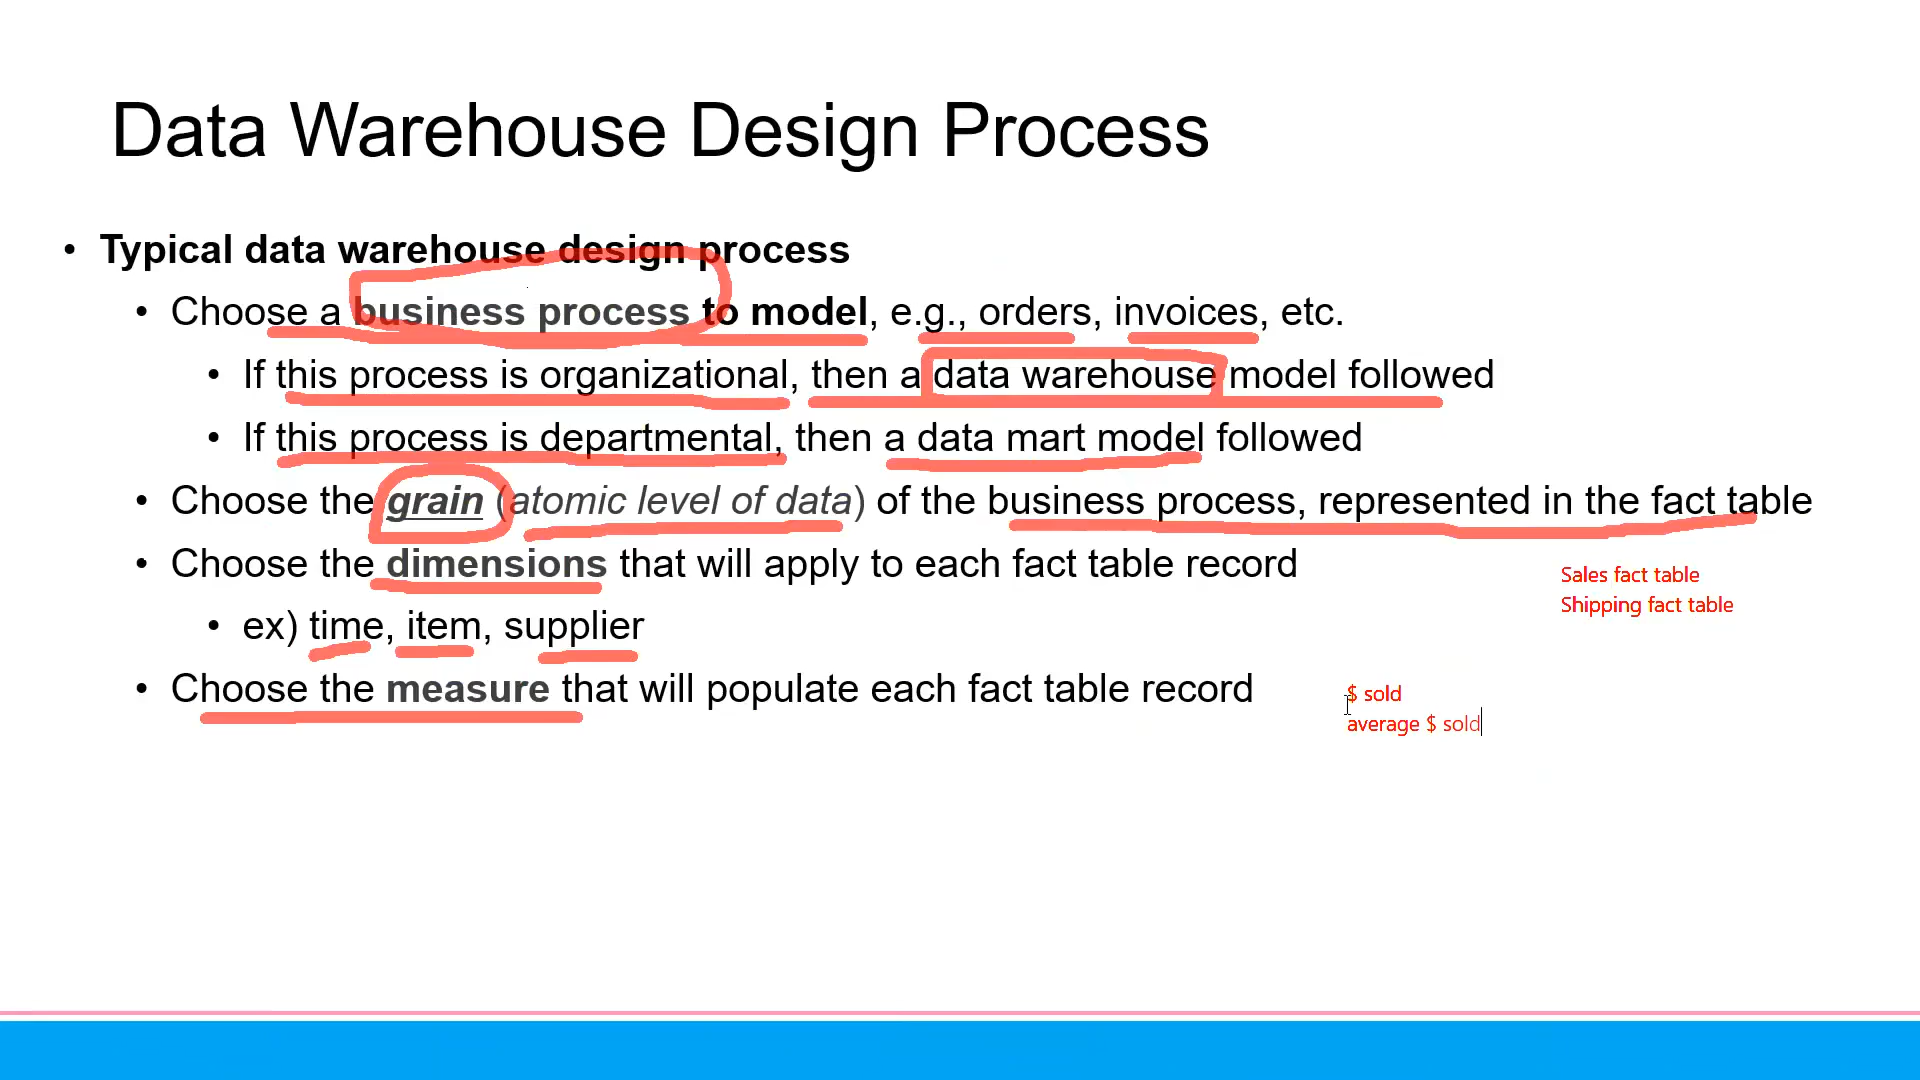 Data Warehouse Design Process
• Typical data warehouse design process
• Choose a business process to model, e.g., orders, invoices, etc.
• If this process is organizational, then a data warehouse model followed
• If this process is departmental, then a data mart model followed
• Choose the grain (atomic level of data) of the business process, represented in the fact table
• Choose the dimensions that will apply to each fact table record
Sales fact table
Shipping fact table
• ex) time, item, supplier
• Choose the measure that will populate each fact table record
$ sold
average $ sold